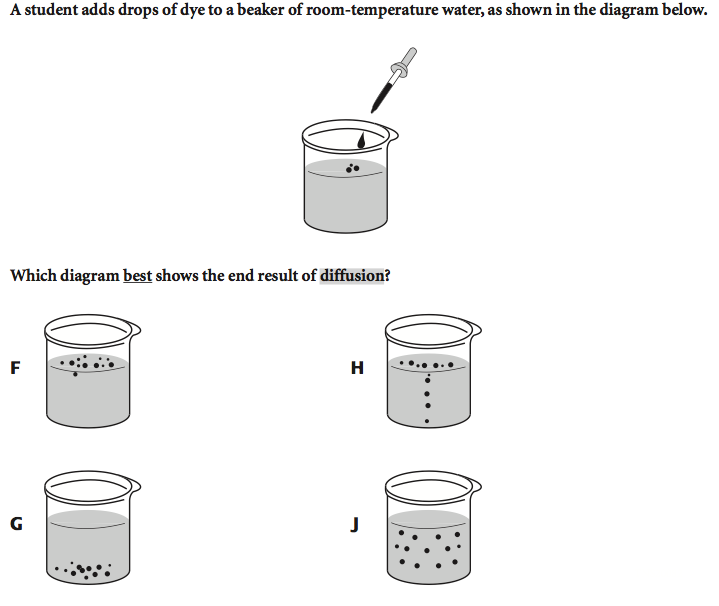 A student adds drops of dye to a beaker of room-temperature water, as shown in the diagram below.
Which diagram best shows the end result of diffusion?
F
H
G
J